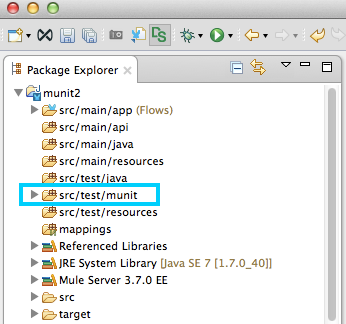 DS
Package Explorer
munit2
src/main/app (Flows)
src/main/api
src/main/java
src/main/resources
src/test/java
src/test/munit
src/test/resources
mappings
Referenced Libraries
JRE System Library [Java SE 7 [1.7.0_40]]
Mule Server 3.7.0 EE
src
target